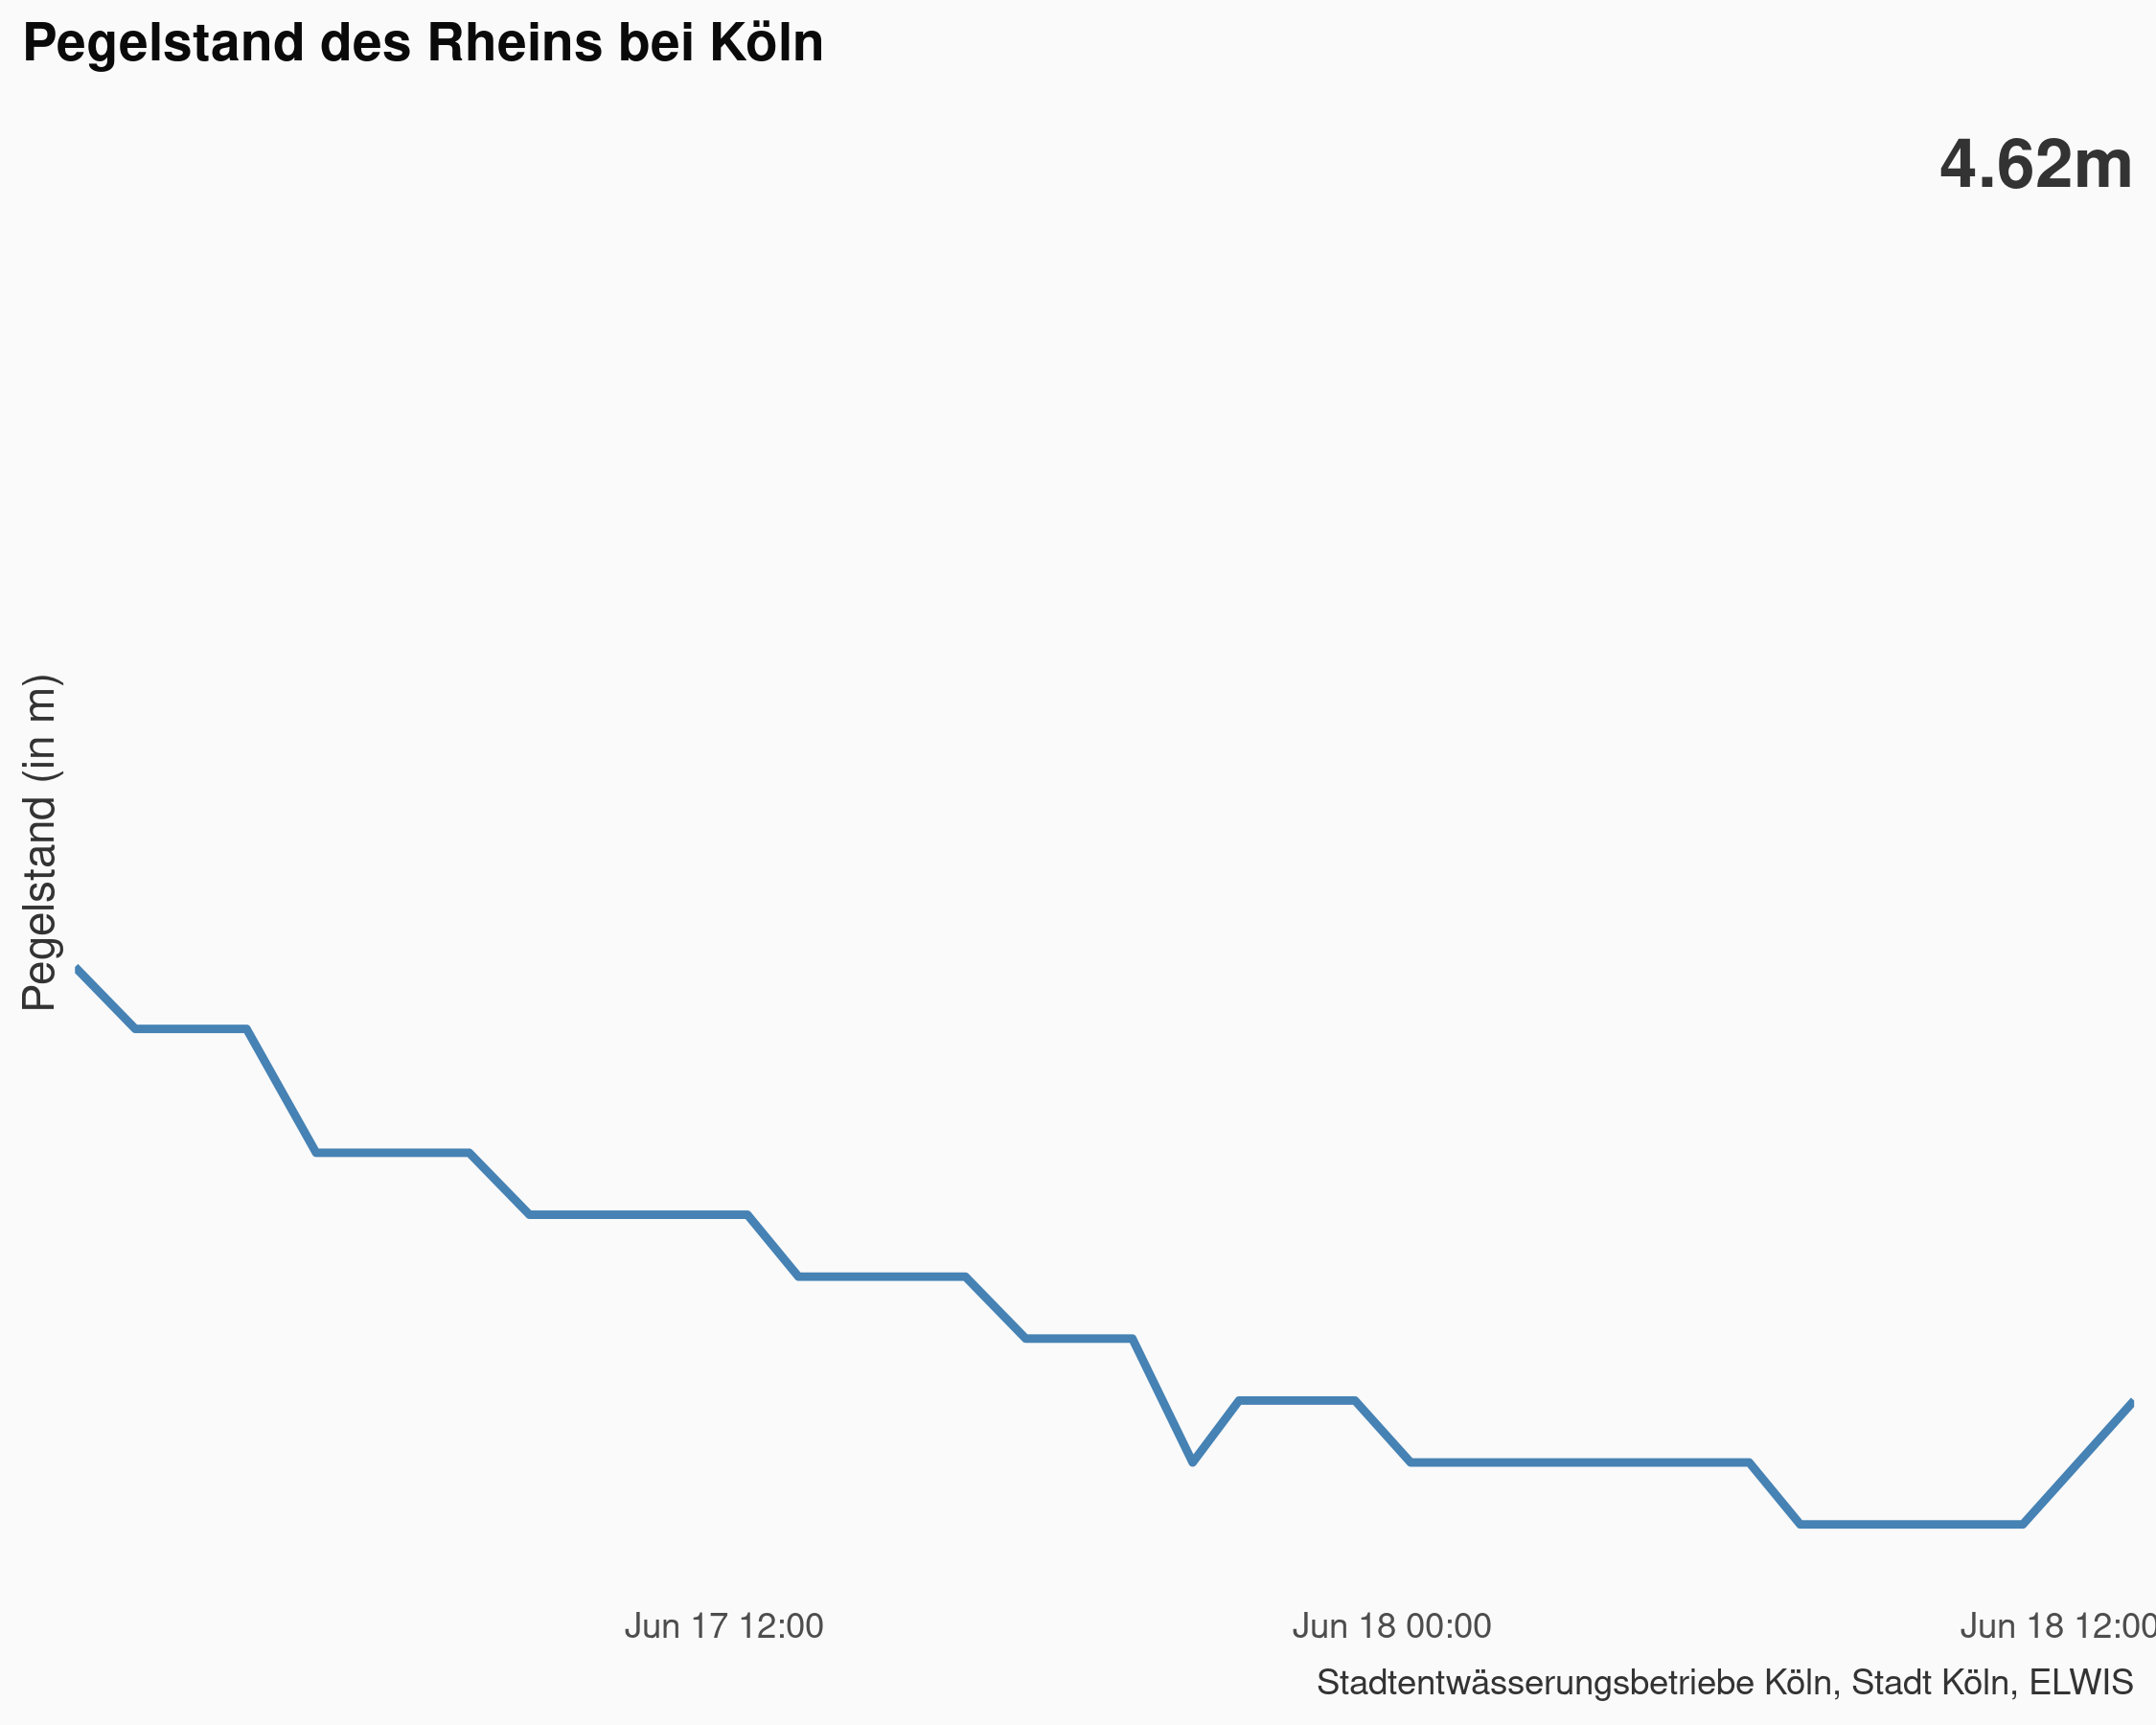 Pegelstand des Rheins bei Köln
4.62m
Pegelstand (in m)
Jun 17 12:00
Jun 18 00:00
Jun 18 12:00
Stadtentwässerungsbetriebe Köln, Stadt Köln, ELWIS